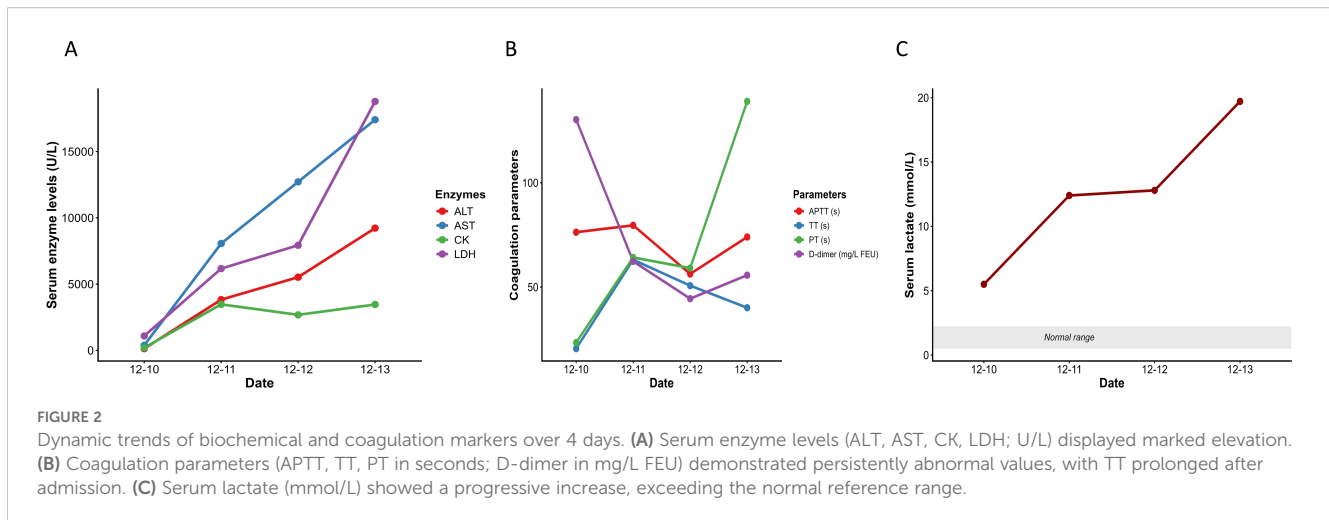 A
B
C
Serum enzyme levels (U/L)
15000
10000
5000
0
12-10 12-11 12-12 12-13
Date
Enzymes
ALT
AST
CK
LDH
Coagulation parameters
100
50
12-10 12-11 12-12 12-13
Date
Parameters
APTT (s)
TT (s)
PT (s)
D-dimer (mg/L FEU)
Serum lactate (mmol/L)
20
15
10
5
0
Normal range
12-10 12-11 12-12 12-13
Date
FIGURE 2
Dynamic trends of biochemical and coagulation markers over 4 days. (A) Serum enzyme levels (ALT, AST, CK, LDH; U/L) displayed marked elevation.
(B) Coagulation parameters (APTT, TT, PT in seconds; D-dimer in mg/L FEU) demonstrated persistently abnormal values, with TT prolonged after
admission. (C) Serum lactate (mmol/L) showed a progressive increase, exceeding the normal reference range.